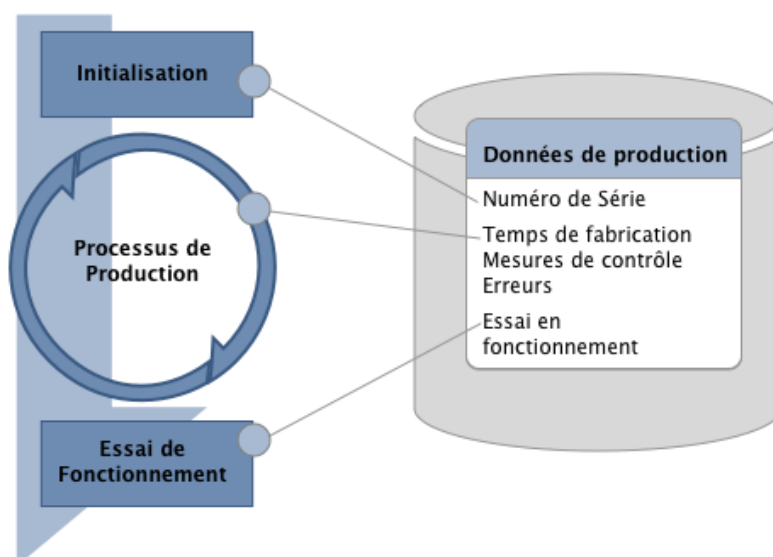 Initialisation
Processus de
Production
Essai de
Fonctionnement
Données de production
Numéro de Série
Temps de fabrication
Mesures de contrôle
Erreurs
Essai en
fonctionnement